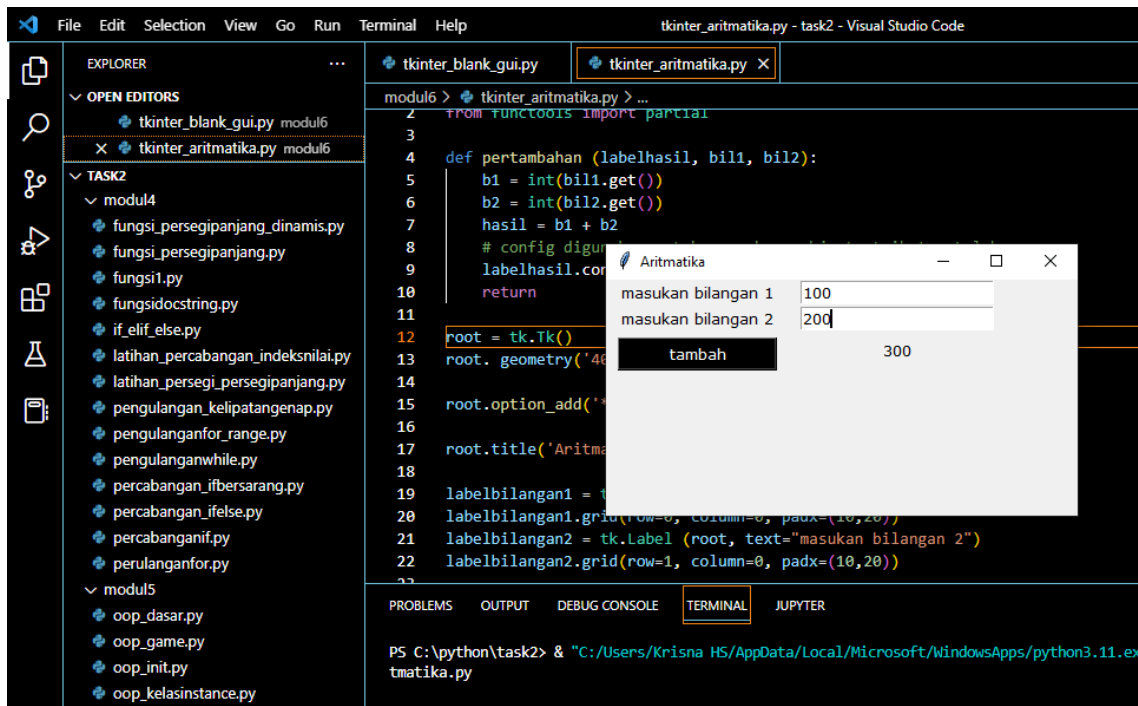 File Edit Selection View Go Run Terminal Help
tkinter_aritmatika.py - task2 - Visual Studio Code
EXPLORER ...
OPEN EDITORS
tkinter_blank_gui.py modul6
tkinter_aritmatika.py modul6
TASK2
modul4
fungsi_persegipanjang_dinamis.py
fungsi_persegipanjang.py
fungsi1.py
fungsidocstring.py
if_elif_else.py
latihan_percabangan_indeksnilai.py
latihan_persegi_persegipanjang.py
pengulangan_kelipatangenap.py
pengulanganfor_range.py
pengulanganwhile.py
percabangan_ifbersarang.py
percabangan_ifelse.py
percabanganif.py
perulanganfor.py
modul5
oop_dasar.py
oop_game.py
oop_init.py
oop_kelasinstance.py
tkinter_blank_gui.py
tkinter_aritmatika.py
modul6 > tkinter_aritmatika.py > ...
2 from functools import partial
3
4 def pertambahan (labelhasil, bil1, bil2):
5 b1 = int(bil1.get())
6 b2 = int(bil2.get())
7 hasil = b1 + b2
8 # config digu
9 labelhasil.con
10 return
11
12 root = tk.Tk()
13 root. geometry('40
14
15 root.option_add('*
16
17 root.title('Aritma
18
19 labelbilangan1 = t
20 labelbilangan1.grid(row=0, column=0, padx=(10,20))
21 labelbilangan2 = tk.Label (root, text="masukan bilangan 2")
22 labelbilangan2.grid(row=1, column=0, padx=(10,20))
23
Aritmatika
masukan bilangan 1 100
masukan bilangan 2 200
tambah 300
PROBLEMS OUTPUT DEBUG CONSOLE TERMINAL JUPYTER
PS C:\python\task2> & "C:/Users/Krisna HS/AppData/Local/Microsoft/WindowsApps/python3.11.ex
tmatika.py